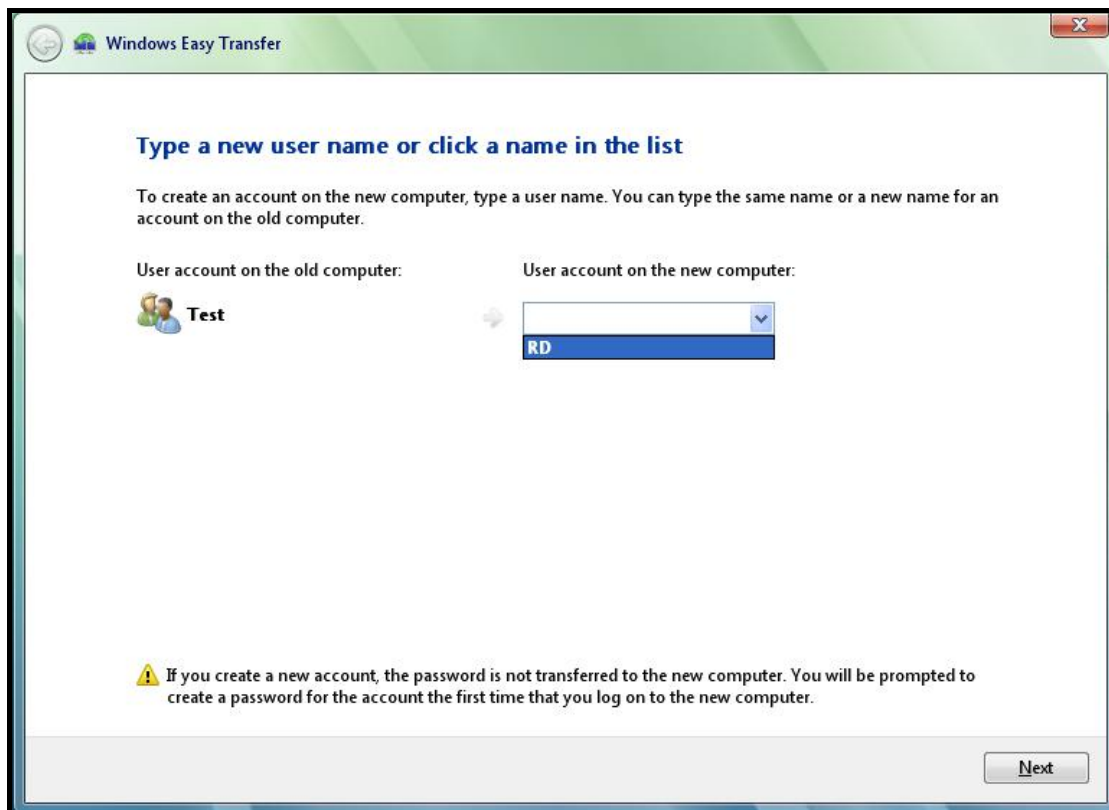 Windows Easy Transfer
Type a new user name or click a name in the list
To create an account on the new computer, type a user name. You can type the same name or a new name for an
account on the old computer.
User account on the old computer:
User account on the new computer:
Test
RD
If you create a new account, the password is not transferred to the new computer. You will be prompted to
create a password for the account the first time that you log on to the new computer.
Next